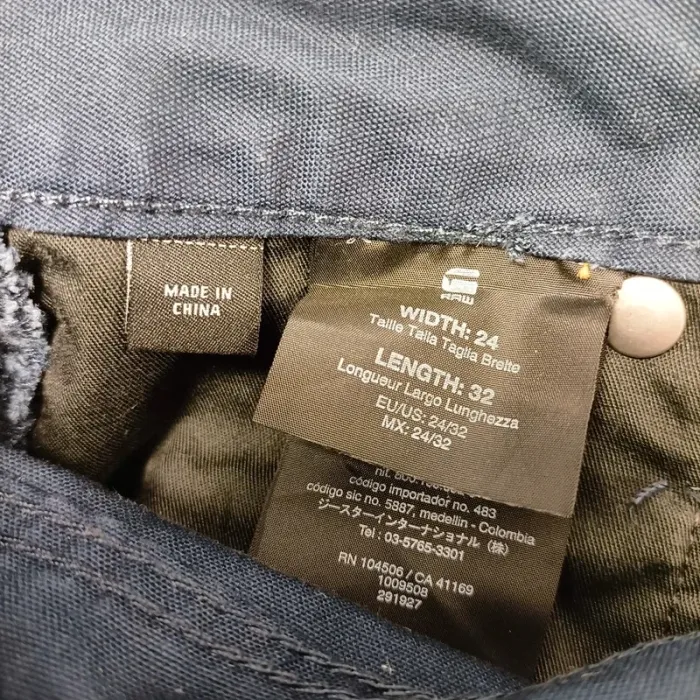 MADE IN
CHINA
RAW
WIDTH: 24
Taille Talla Taglia Breite
LENGTH: 32
Longueur Largo Lunghezza
EU/US: 24/32
MX: 24/32
nit.
código importador no. 483
código sic no. 5887, medellin - Colombia
ジースターインターナショナル（株）
Tel : 03-5765-3301
RN 104506 / CA 41169
1009508
291927